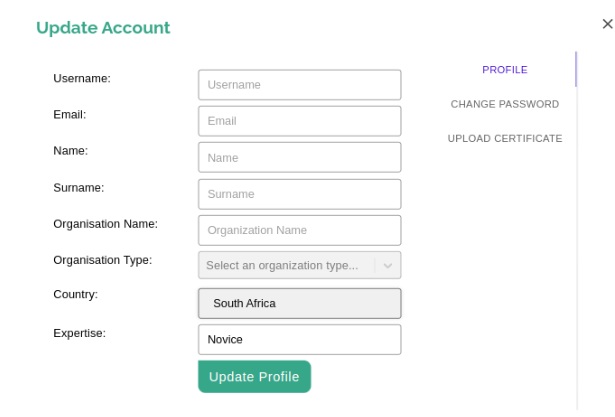 Update Account
×
Username:
Username
Email:
Email
Name:
Name
Surname:
Surname
Organisation Name:
Organization Name
Organisation Type:
Select an organization type...
Country:
South Africa
Expertise:
Novice
Update Profile
PROFILE
CHANGE PASSWORD
UPLOAD CERTIFICATE